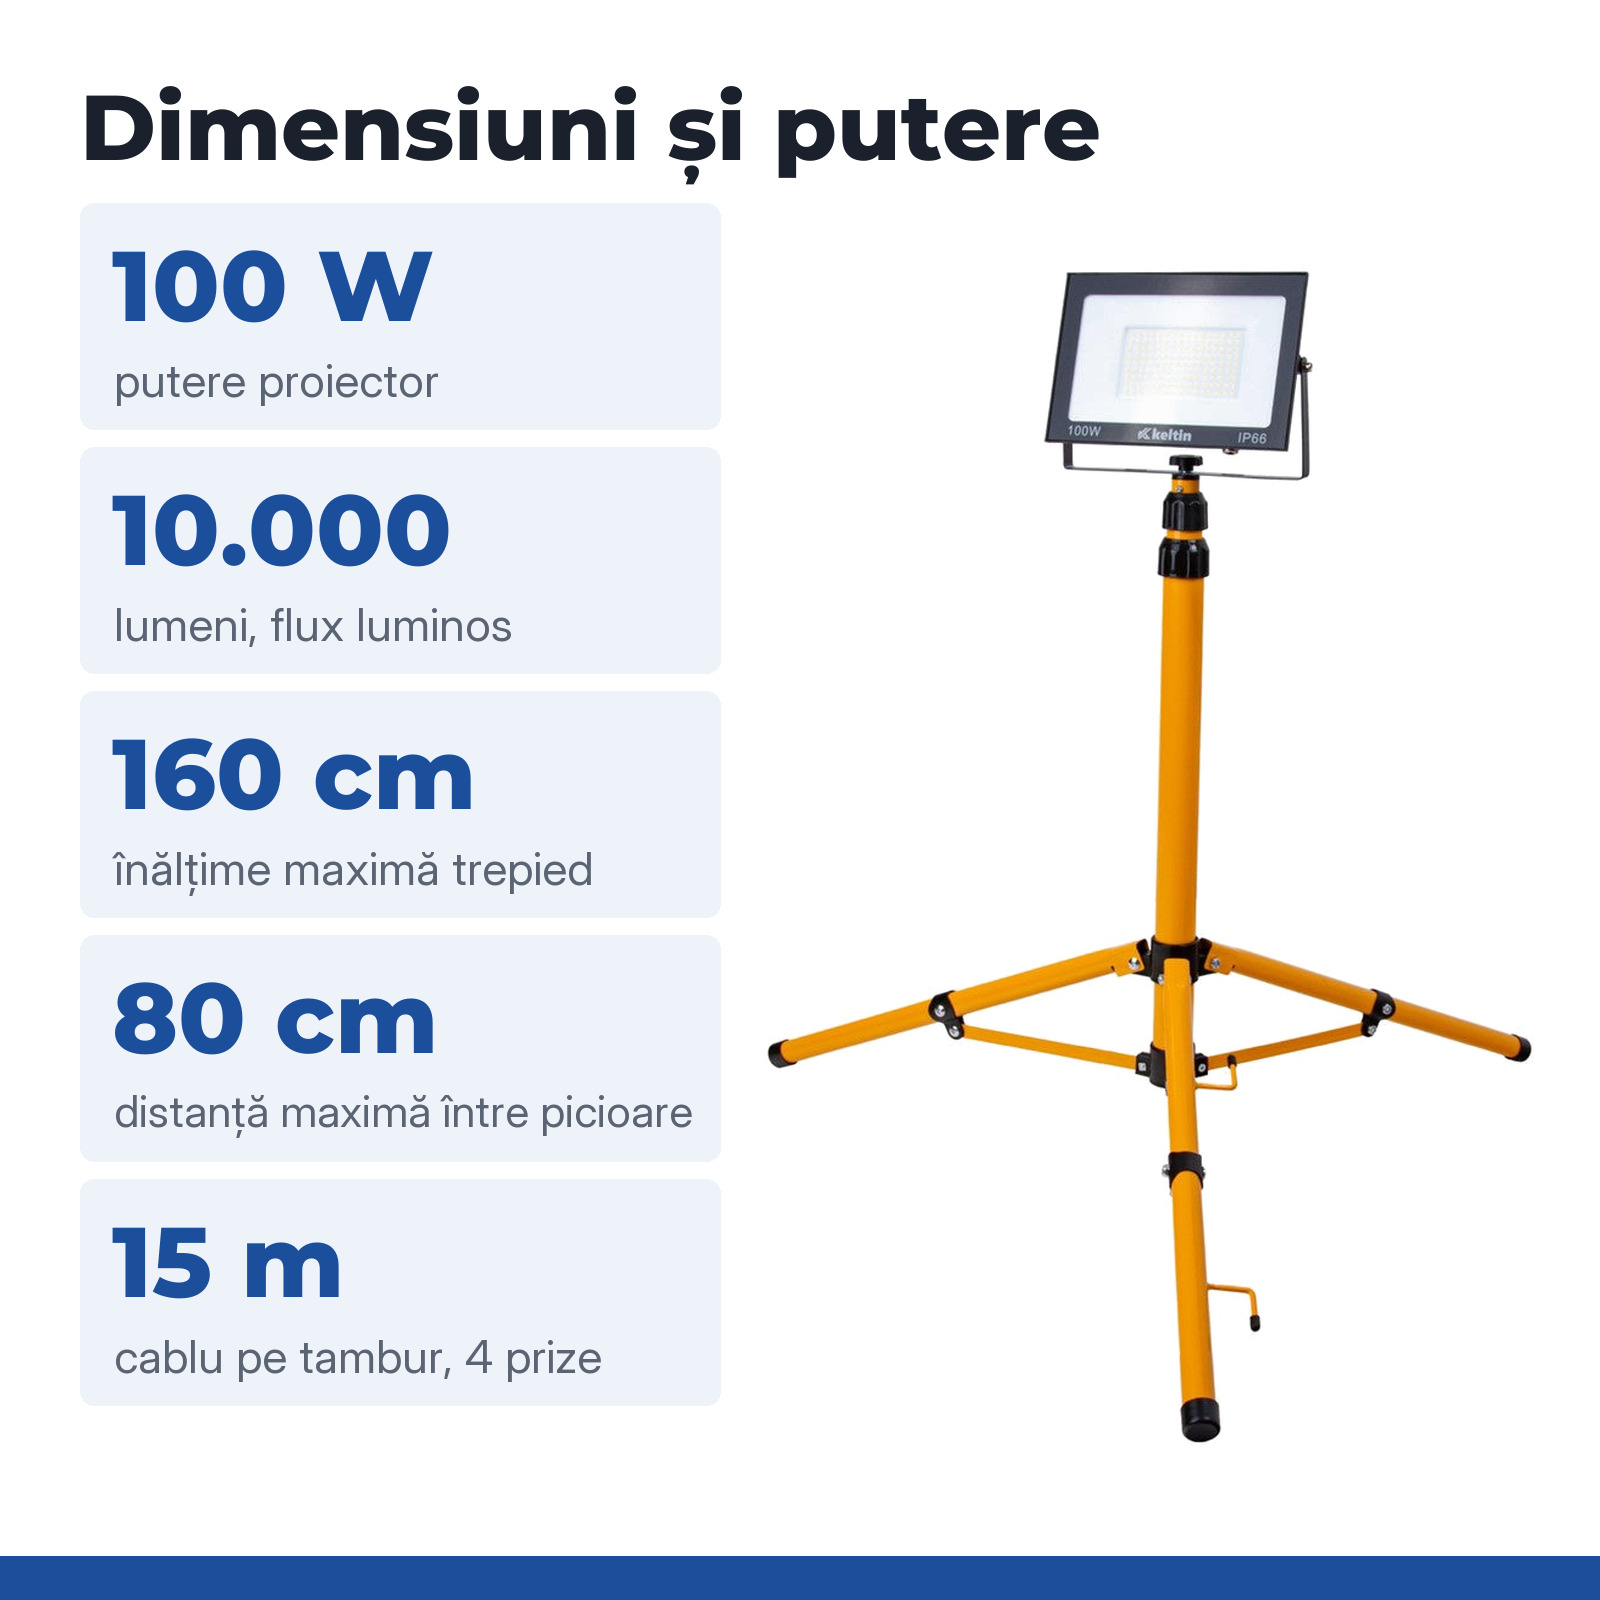 Dimensiuni și putere
100 W
putere proiector
10.000
lumeni, flux luminos
160 cm
înălțime maximă trepied
80 cm
distanță maximă între picioare
15 m
cablu pe tambur, 4 prize
100W keltin IP66